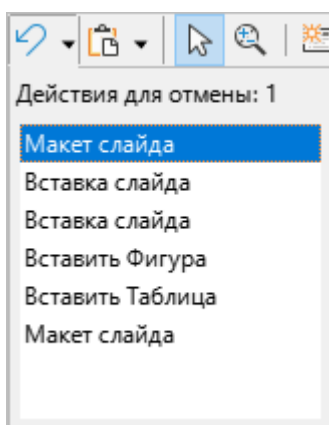 Действия для отмены: 1
Макет слайда
Вставка слайда
Вставка слайда
Вставить Фигура
Вставить Таблица
Макет слайда